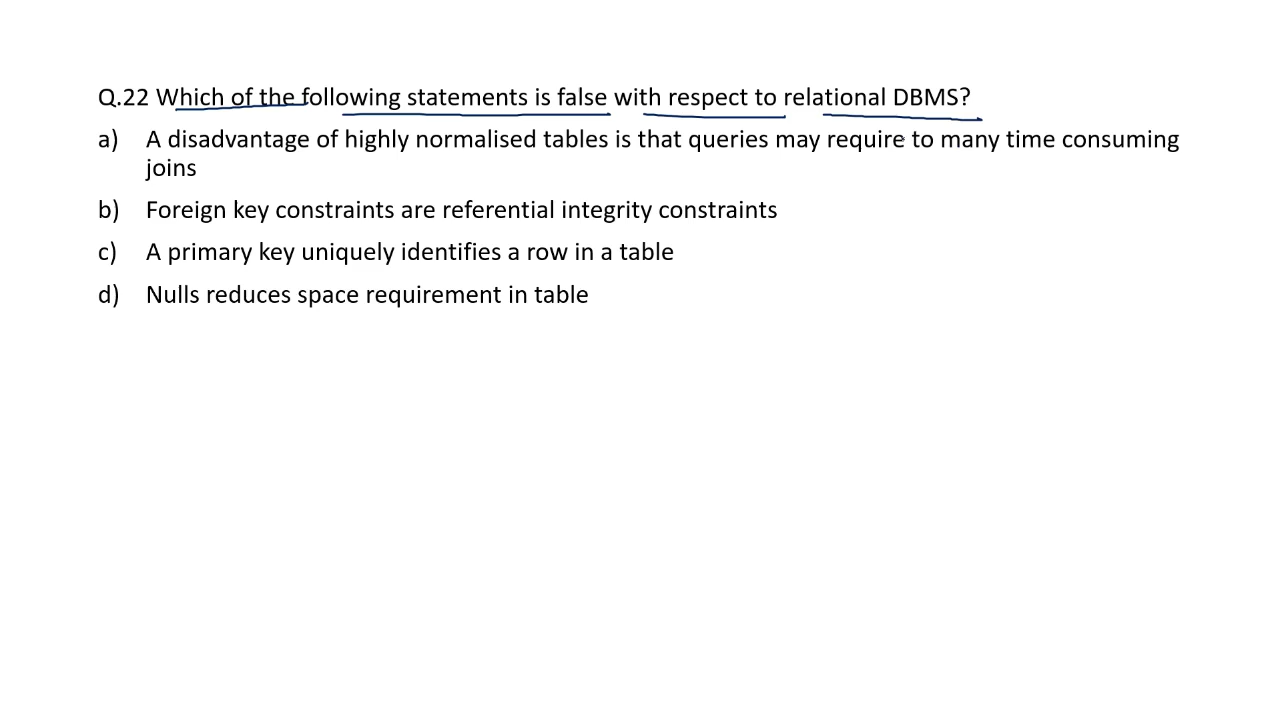 Q.22 Which of the following statements is false with respect to relational DBMS?
a) A disadvantage of highly normalised tables is that queries may require to many time consuming
joins
b) Foreign key constraints are referential integrity constraints
c) A primary key uniquely identifies a row in a table
d) Nulls reduces space requirement in table